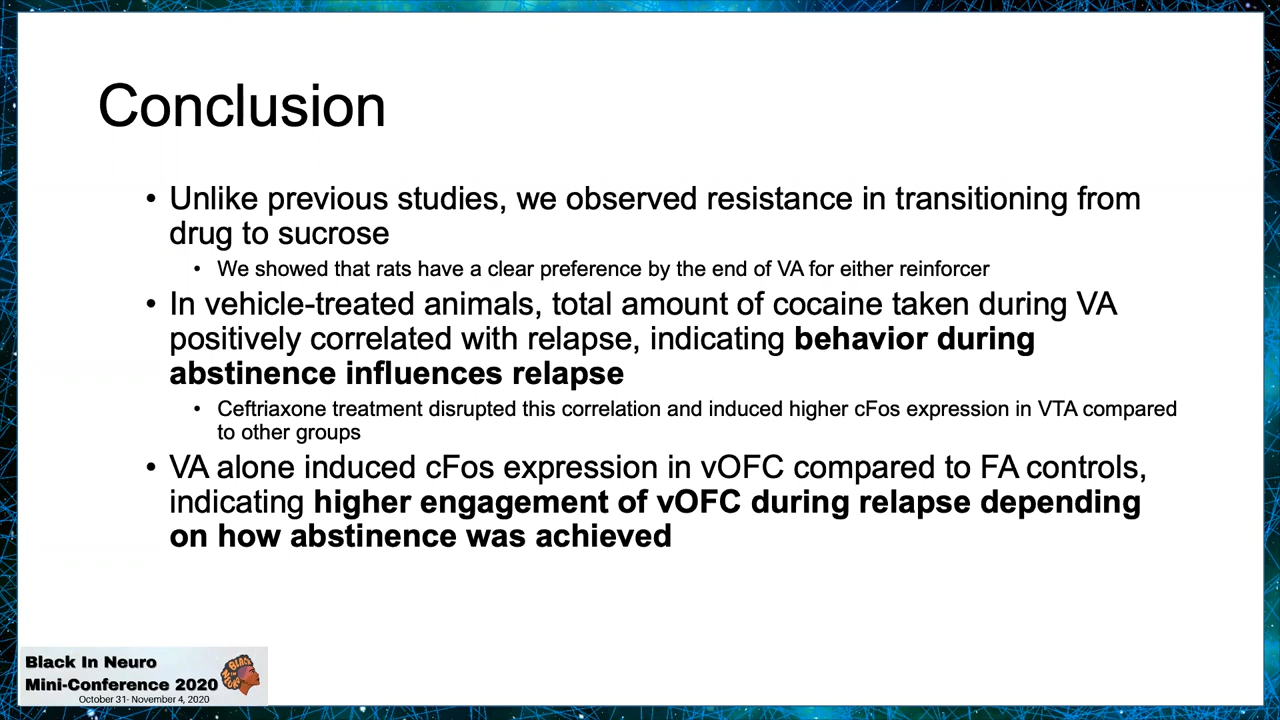 Conclusion
• Unlike previous studies, we observed resistance in transitioning from
drug to sucrose
• We showed that rats have a clear preference by the end of VA for either reinforcer
• In vehicle-treated animals, total amount of cocaine taken during VA
positively correlated with relapse, indicating behavior during
abstinence influences relapse
• Ceftriaxone treatment disrupted this correlation and induced higher cFos expression in VTA compared
to other groups
• VA alone induced cFos expression in vOFC compared to FA controls,
indicating higher engagement of vOFC during relapse depending
on how abstinence was achieved
Black In Neuro
Mini-Conference 2020
October 31- November 4, 2020